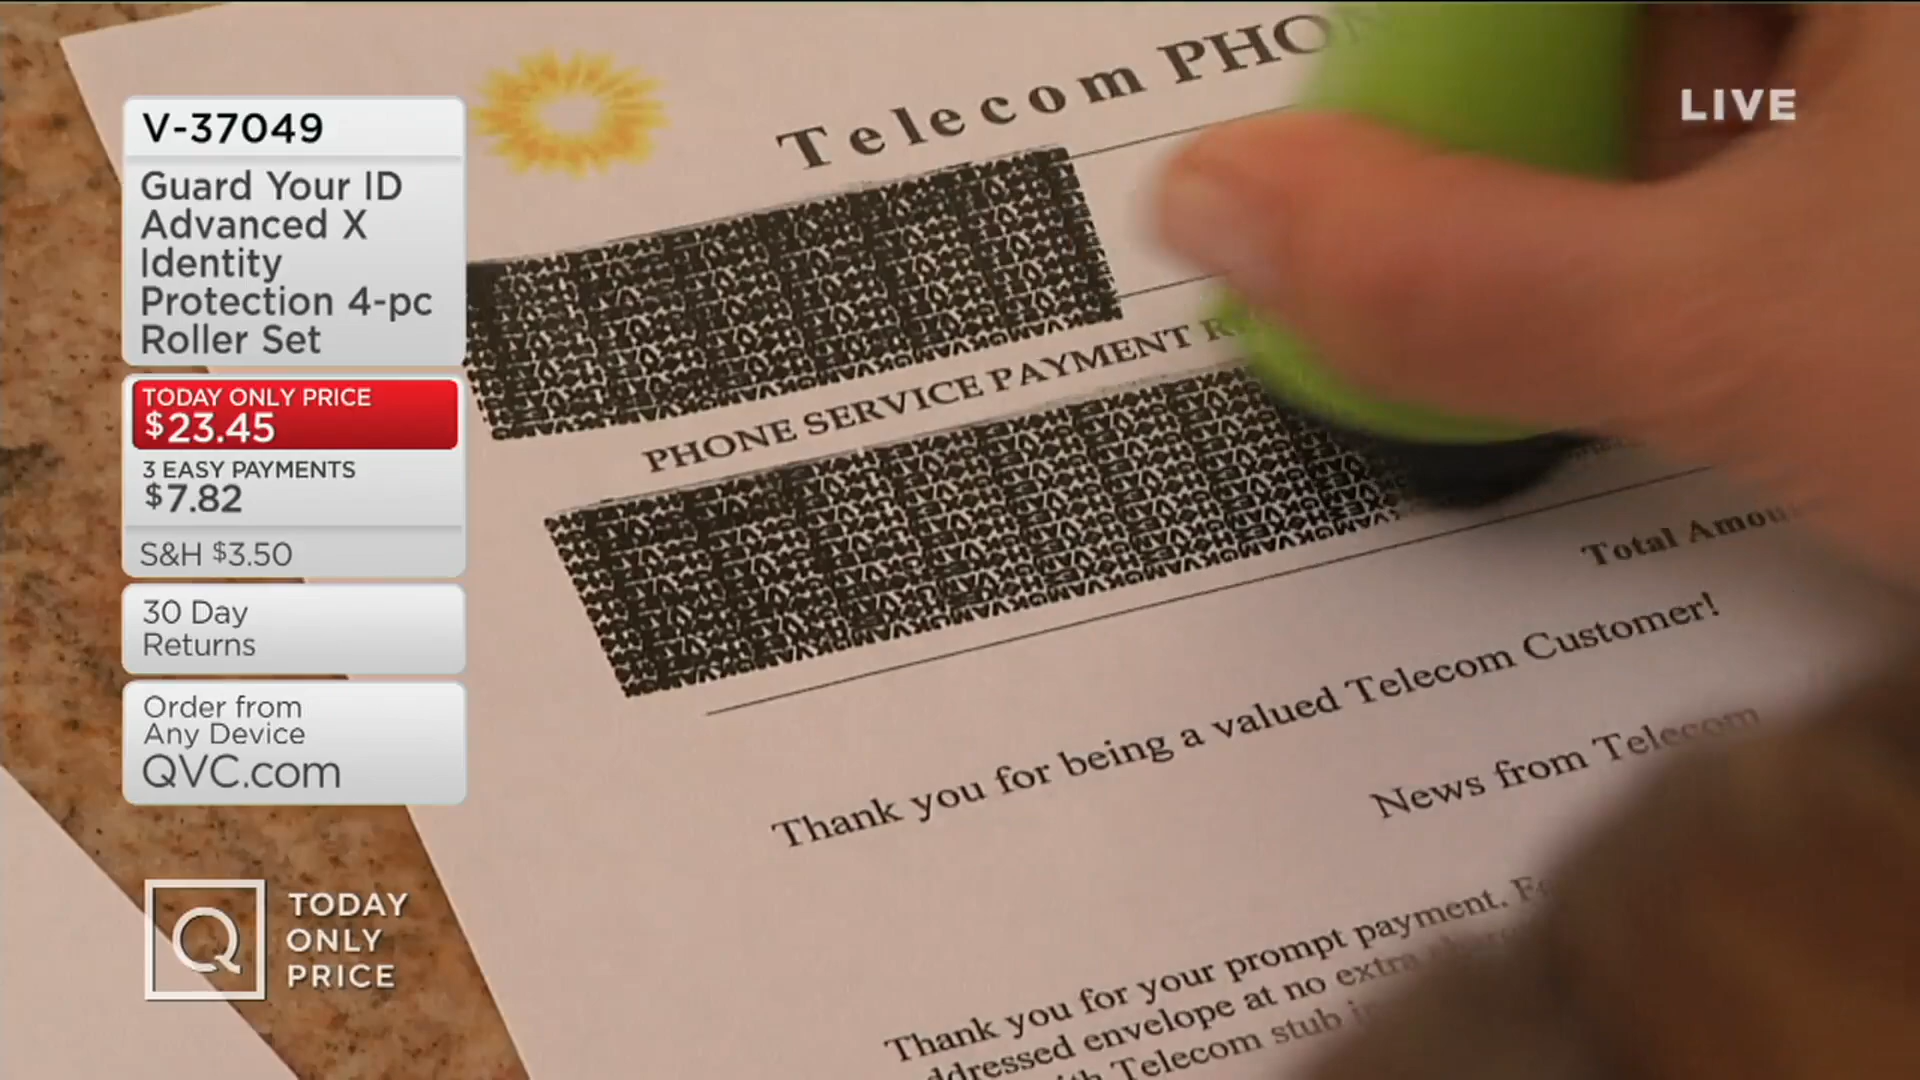 V-37049
Guard Your ID
Advanced X
Identity
Protection 4-pc
Roller Set
TODAY ONLY PRICE
$23.45
3 EASY PAYMENTS
$7.82
S&H $3.50
30 Day
Returns
Order from
Any Device
QVC.com
Q
TODAY
ONLY
PRICE
LIVE
Telecom
PHONE SERVICE PAYMENT
Total
Thank you for being a valued Telecom Customer!
News from Telecom
Thank you for your prompt payment.
envelope at no extra
Telecom stub